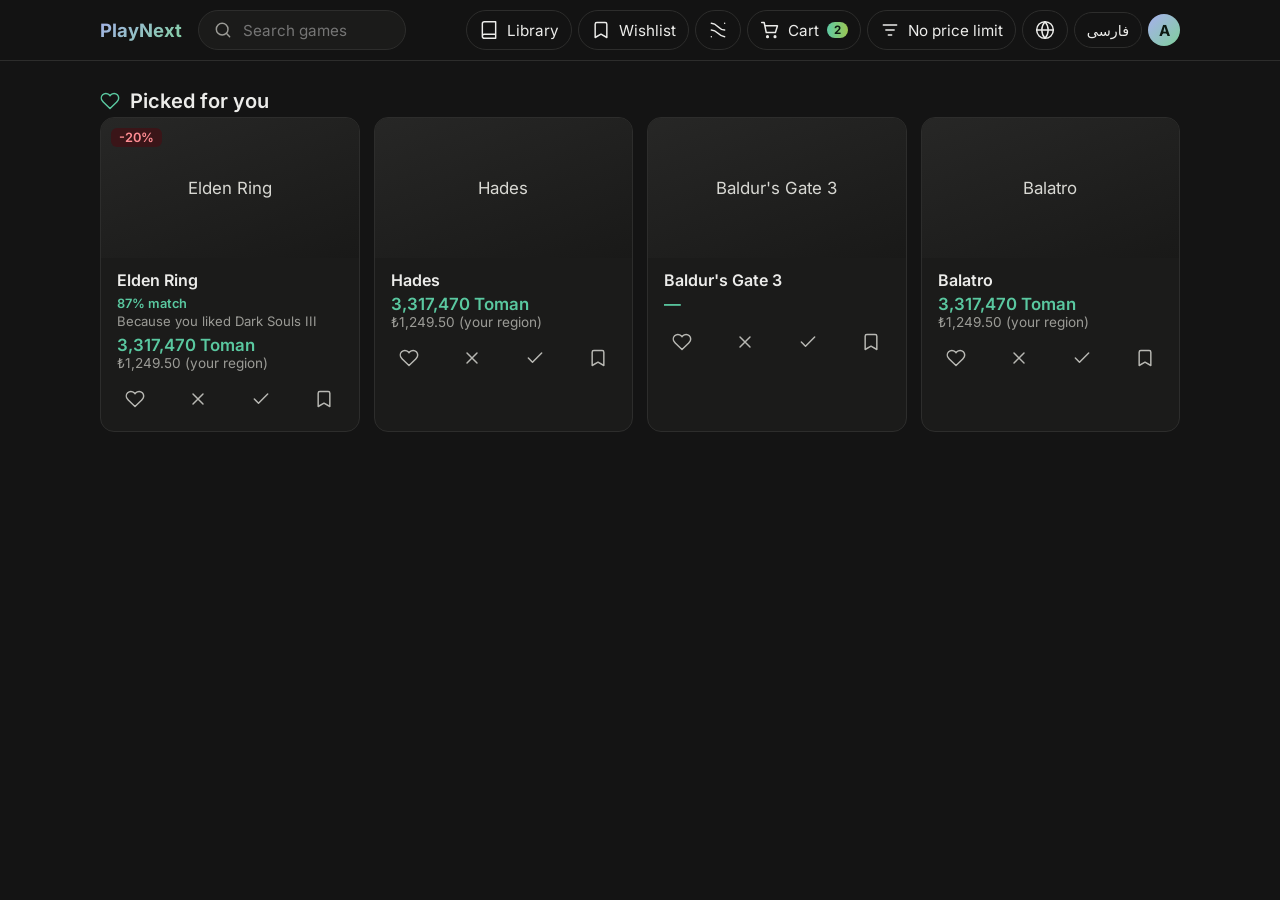 PlayNext
Search games
Library
Wishlist
Cart 2
No price limit
فارسی
A
Picked for you
-20%
Elden Ring
Elden Ring
87% match
Because you liked Dark Souls III
3,317,470 Toman
₺1,249.50 (your region)
Hades
Hades
3,317,470 Toman
₺1,249.50 (your region)
Baldur's Gate 3
Baldur's Gate 3
—
Balatro
Balatro
3,317,470 Toman
₺1,249.50 (your region)